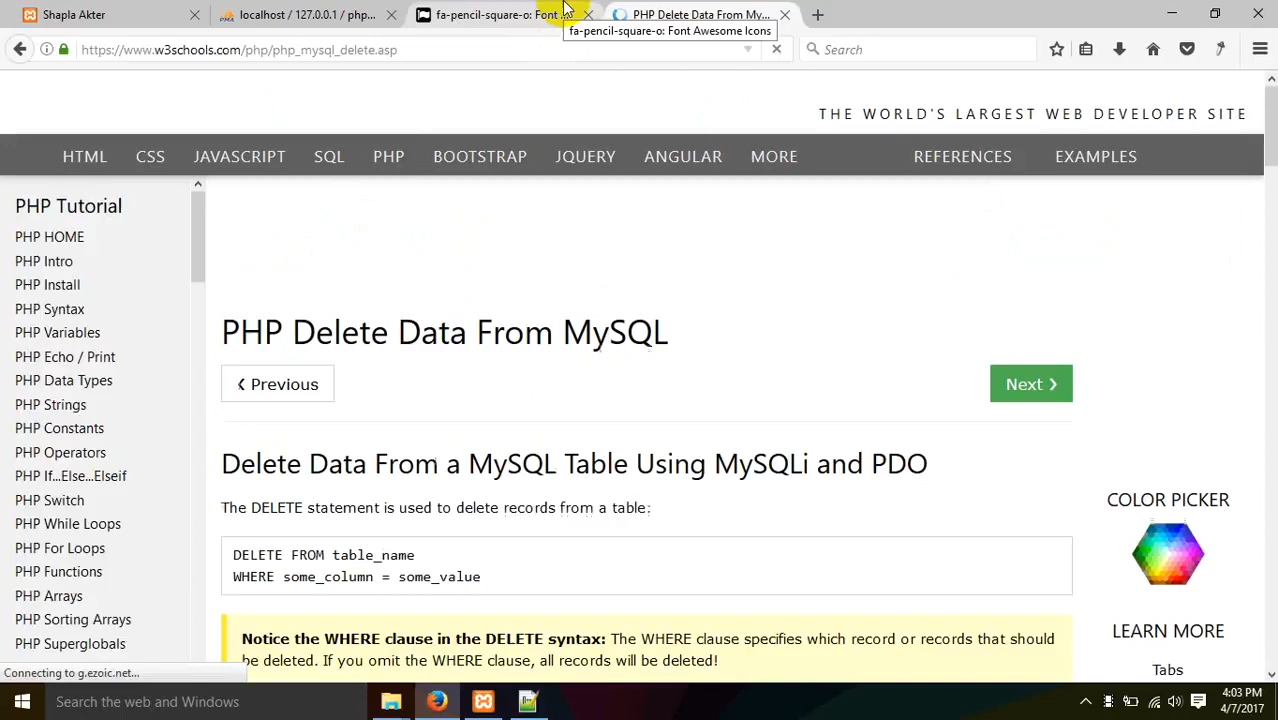 Shapla Akter
localhost / 127.0.0.1 / php...
fa-pencil-square-o: Font ...
PHP Delete Data From My...
fa-pencil-square-o: Font Awesome Icons
https://www.w3schools.com/php/php_mysql_delete.asp
Search
THE WORLD'S LARGEST WEB DEVELOPER SITE
HTML CSS JAVASCRIPT SQL PHP BOOTSTRAP JQUERY ANGULAR MORE REFERENCES EXAMPLES
PHP Tutorial
PHP HOME
PHP Intro
PHP Install
PHP Syntax
PHP Variables
PHP Echo / Print
PHP Data Types
PHP Strings
PHP Constants
PHP Operators
PHP If...Else...Elseif
PHP Switch
PHP While Loops
PHP For Loops
PHP Functions
PHP Arrays
PHP Sorting Arrays
PHP Superglobals
PHP Delete Data From MySQL
❮ Previous
Next ❯
Delete Data From a MySQL Table Using MySQLi and PDO
The DELETE statement is used to delete records from a table:
DELETE FROM table_name
WHERE some_column = some_value
Notice the WHERE clause in the DELETE syntax: The WHERE clause specifies which record or records that should
be deleted. If you omit the WHERE clause, all records will be deleted!
COLOR PICKER
LEARN MORE
Tabs
Connecting to g.ezoic.net...
Search the web and Windows
4:03 PM
4/7/2017